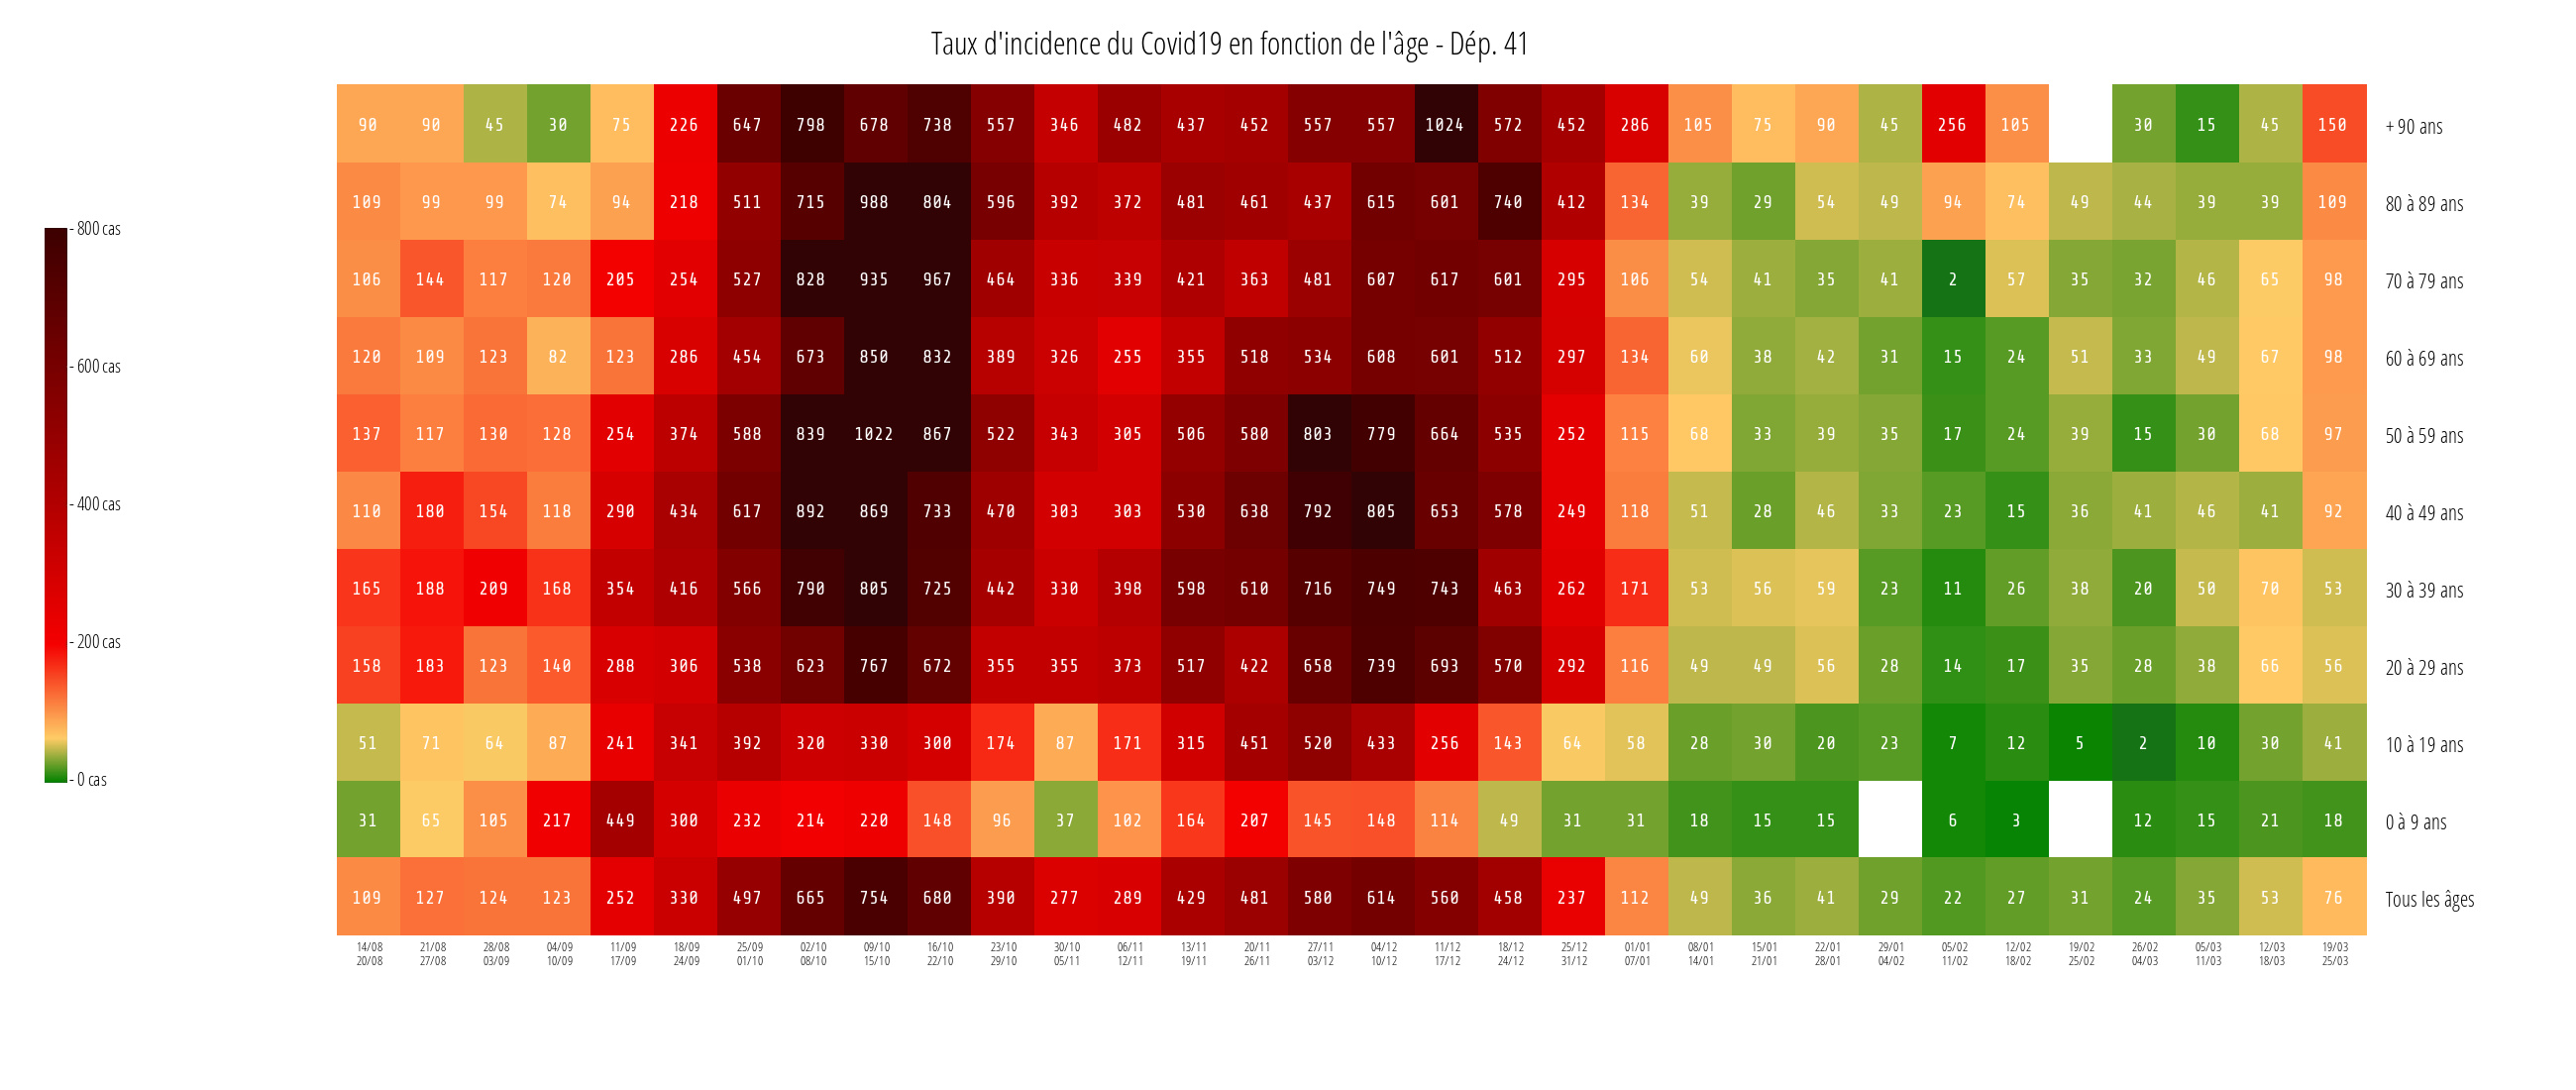 Taux d'incidence du Covid19 en fonction de l'âge - Dép. 41
- 800 cas
- 600 cas
- 400 cas
- 200 cas
- 0 cas
90 90 45 30 75 226 647 798 678 738 557 346 482 437 452 557 557 1024 572 452 286 105 75 90 45 256 105 30 15 45 150 + 90 ans
109 99 99 74 94 218 511 715 988 804 596 392 372 481 461 437 615 601 740 412 134 39 29 54 49 94 74 49 44 39 39 109 80 à 89 ans
106 144 117 120 205 254 527 828 935 967 464 336 339 421 363 481 607 617 601 295 106 54 41 35 41 2 57 35 32 46 65 98 70 à 79 ans
120 109 123 82 123 286 454 673 850 832 389 326 255 355 518 534 608 601 512 297 134 60 38 42 31 15 24 51 33 49 67 98 60 à 69 ans
137 117 130 128 254 374 588 839 1022 867 522 343 305 506 580 803 779 664 535 252 115 68 33 39 35 17 24 39 15 30 68 97 50 à 59 ans
110 180 154 118 290 434 617 892 869 733 470 303 303 530 638 792 805 653 578 249 118 51 28 46 33 23 15 36 41 46 41 92 40 à 49 ans
165 188 209 168 354 416 566 790 805 725 442 330 398 598 610 716 749 743 463 262 171 53 56 59 23 11 26 38 20 50 70 53 30 à 39 ans
158 183 123 140 288 306 538 623 767 672 355 355 373 517 422 658 739 693 570 292 116 49 49 56 28 14 17 35 28 38 66 56 20 à 29 ans
51 71 64 87 241 341 392 320 330 300 174 87 171 315 451 520 433 256 143 64 58 28 30 20 23 7 12 5 2 10 30 41 10 à 19 ans
31 65 105 217 449 300 232 214 220 148 96 37 102 164 207 145 148 114 49 31 31 18 15 15 6 3 12 15 21 18 0 à 9 ans
109 127 124 123 252 330 497 665 754 680 390 277 289 429 481 580 614 560 458 237 112 49 36 41 29 22 27 31 24 35 53 76 Tous les âges
14/08 21/08 28/08 04/09 11/09 18/09 25/09 02/10 09/10 16/10 23/10 30/10 06/11 13/11 20/11 27/11 04/12 11/12 18/12 25/12 01/01 08/01 15/01 22/01 29/01 05/02 12/02 19/02 26/02 05/03 12/03 19/03
20/08 27/08 03/09 10/09 17/09 24/09 01/10 08/10 15/10 22/10 29/10 05/11 12/11 19/11 26/11 03/12 10/12 17/12 24/12 31/12 07/01 14/01 21/01 28/01 04/02 11/02 18/02 25/02 04/03 11/03 18/03 25/03